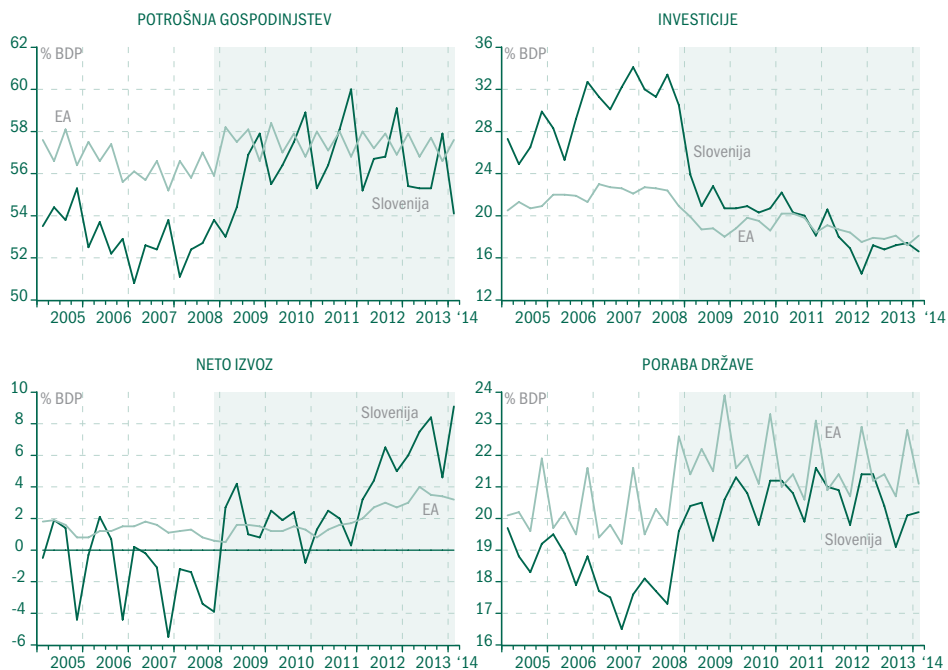 POTROŠNJA GOSPODINJSTEV
62
% BDP
60
EA
58
56
54
Slovenija
52
50
2005 2006 2007 2008 2009 2010 2011 2012 2013 '14
INVESTICIJE
36
% BDP
32
28
Slovenija
24
20
EA
16
12
2005 2006 2007 2008 2009 2010 2011 2012 2013 '14
NETO IZVOZ
10
% BDP
Slovenija
8
6
4
EA
2
0
-2
-4
-6
2005 2006 2007 2008 2009 2010 2011 2012 2013 '14
PORABA DRŽAVE
24
% BDP
23
EA
22
21
20
Slovenija
19
18
17
16
2005 2006 2007 2008 2009 2010 2011 2012 2013 '14